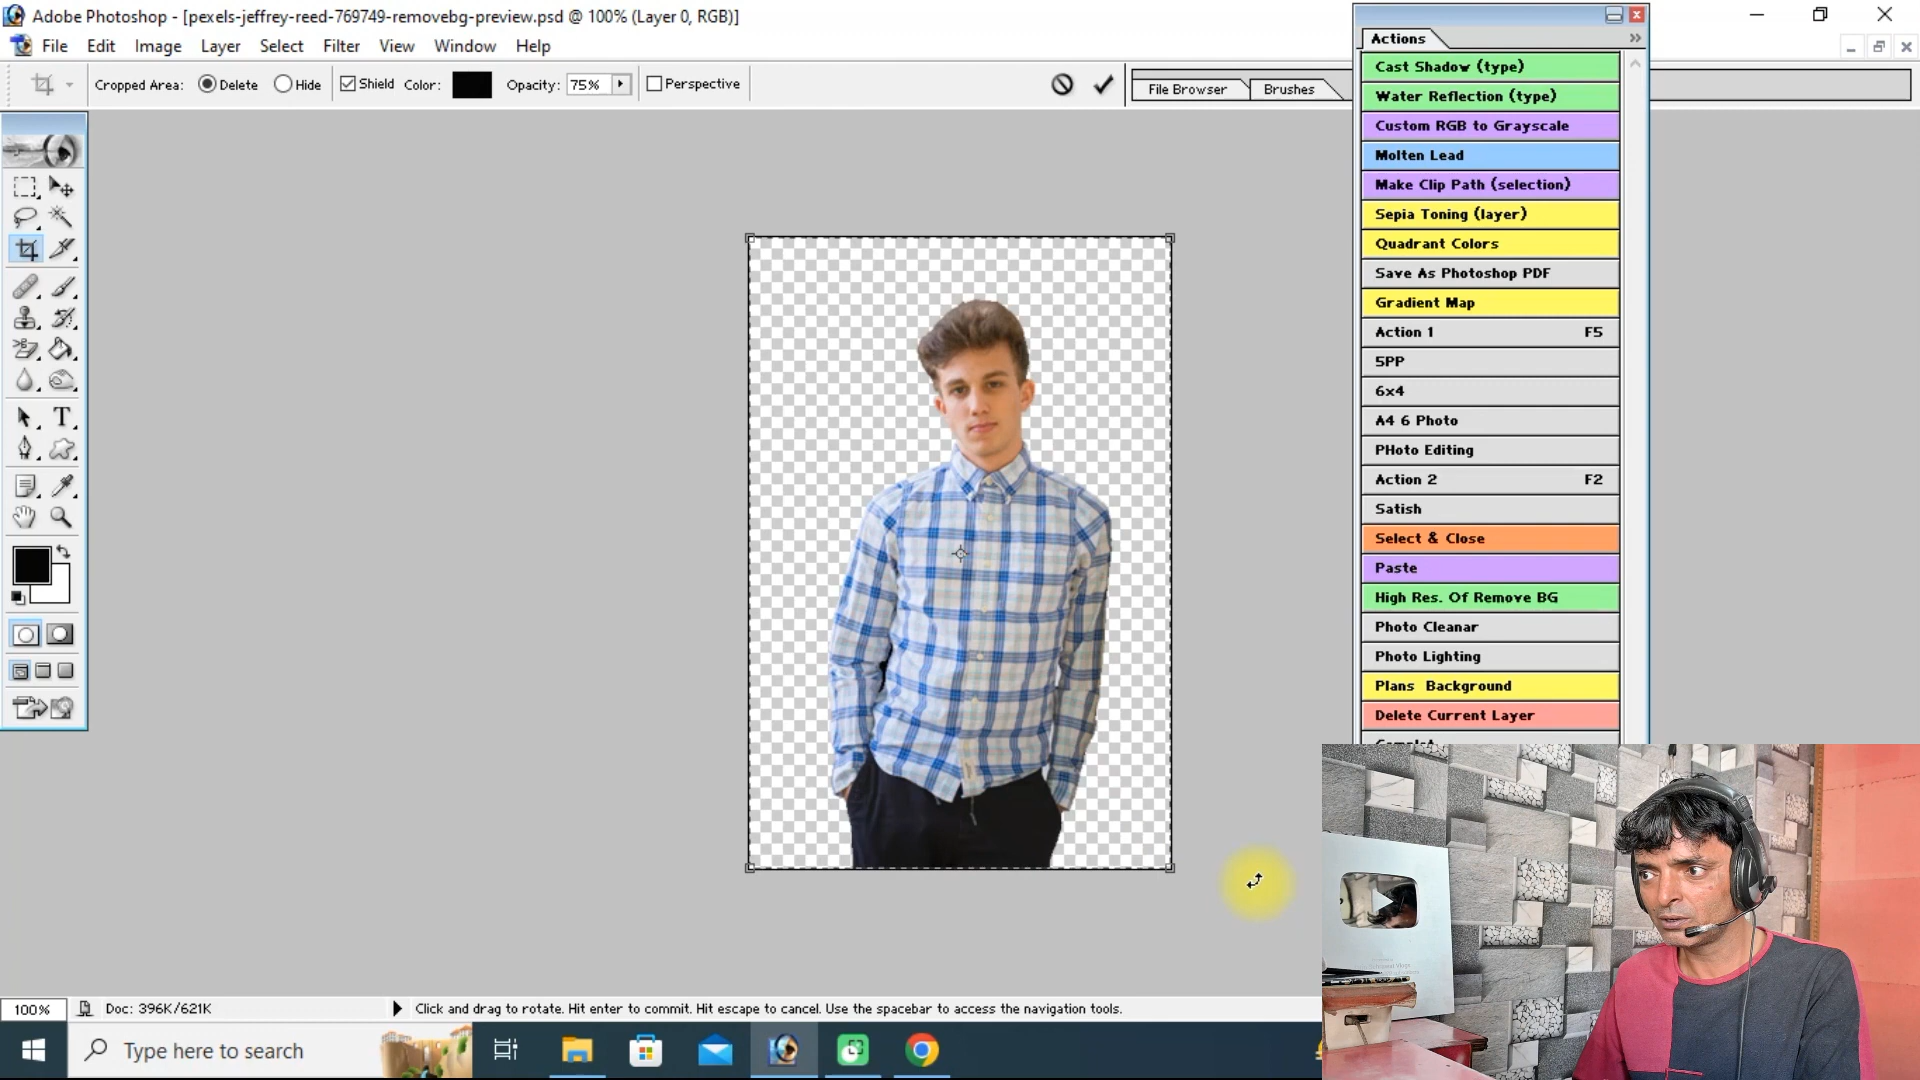 Adobe Photoshop - [pexels-jeffrey-reed-769749-removebg-preview.psd @ 100% (Layer 0, RGB)]
File Edit Image Layer Select Filter View Window Help
Cropped Area: Delete Hide Shield Color: Opacity: 75% Perspective
File Browser Brushes
Actions
Cast Shadow (type)
Water Reflection (type)
Custom RGB to Grayscale
Molten Lead
Make Clip Path (selection)
Sepia Toning (layer)
Quadrant Colors
Save As Photoshop PDF
Gradient Map
Action 1 F5
5PP
6x4
A4 6 Photo
PHoto Editing
Action 2 F2
Satish
Select & Close
Paste
High Res. Of Remove BG
Photo Cleanar
Photo Lighting
Plans Background
Delete Current Layer
100% Doc: 396K/621K Click and drag to rotate. Hit enter to commit. Hit escape to cancel. Use the spacebar to access the navigation tools.
Type here to search